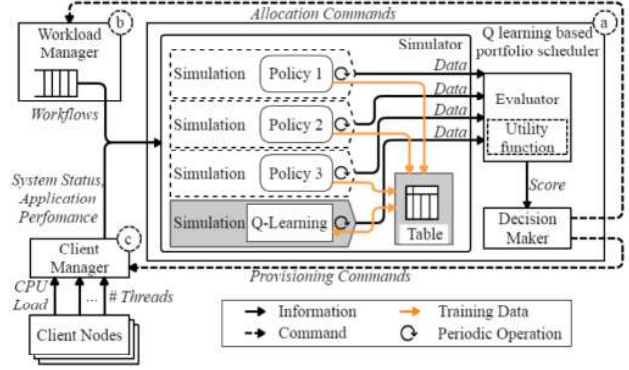 Allocation Commands
b
a
Workload
Manager
Workflows
Simulator
Q learning based
portfolio scheduler
Simulation
Policy 1
Data
Simulation
Policy 2
Data
Data
Simulation
Policy 3
Data
Simulation
Q-Learning
Table
Evaluator
Utility
function
Score
Decision
Maker
System Status,
Application
Perfomance
c
Client
Manager
Provisioning Commands
CPU
Load
...
# Threads
Client Nodes
Information
Training Data
Command
Periodic Operation